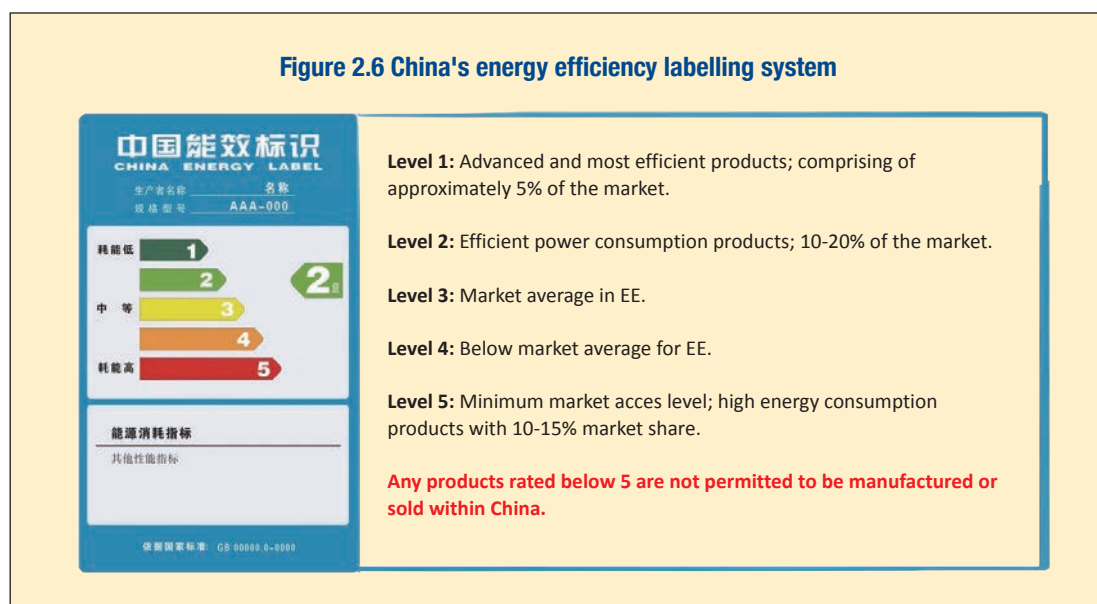 Figure 2.6 China's energy efficiency labelling system
中国能效标识
CHINA ENERGY LABEL
生产者名称 名称
规格型号 AAA-000
耗能低 1
2
2级
中 等 3
4
耗能高 5
能源消耗指标
其他性能指标
依据国家标准: GB 00000.0-0000
Level 1: Advanced and most efficient products; comprising of
approximately 5% of the market.
Level 2: Efficient power consumption products; 10-20% of the market.
Level 3: Market average in EE.
Level 4: Below market average for EE.
Level 5: Minimum market acces level; high energy consumption
products with 10-15% market share.
Any products rated below 5 are not permitted to be manufactured or
sold within China.